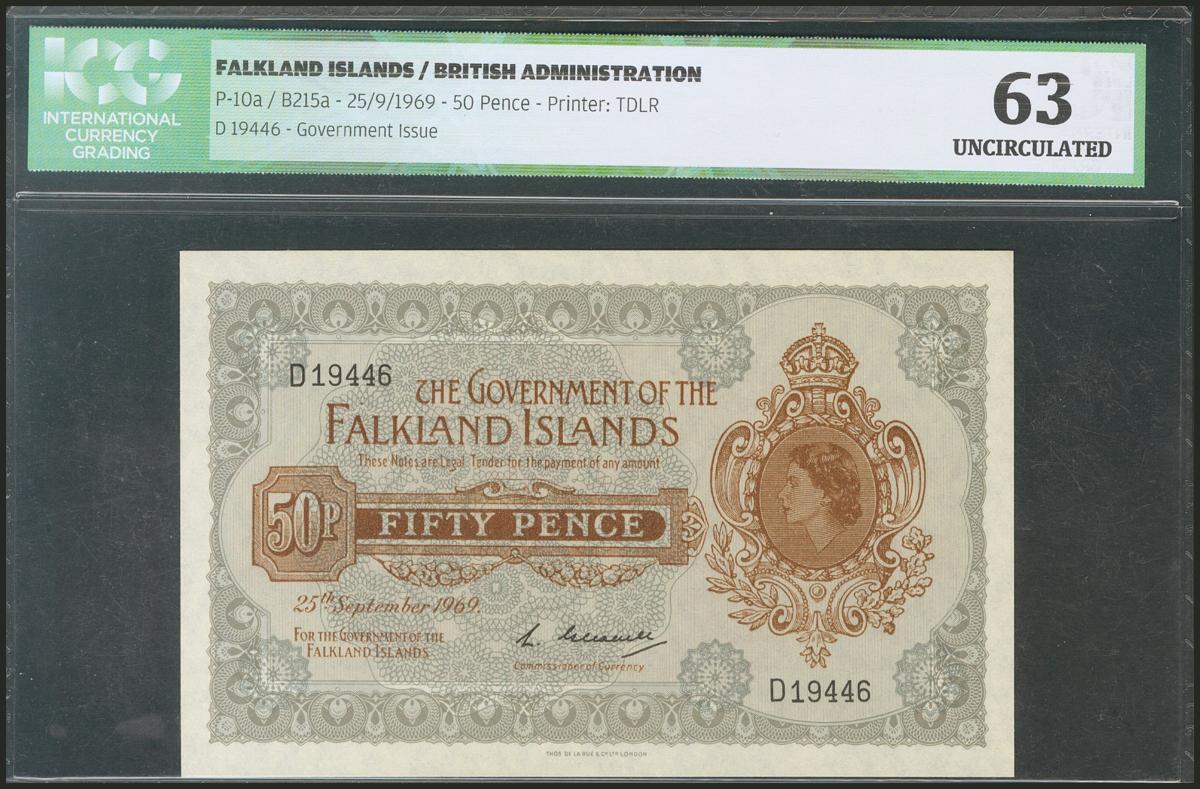 ICG
INTERNATIONAL
CURRENCY
GRADING
FALKLAND ISLANDS / BRITISH ADMINISTRATION
P-10a / B215a - 25/9/1969 - 50 Pence - Printer: TDLR
D 19446 - Government Issue
63
UNCIRCULATED
D19446
THE GOVERNMENT OF THE
FALKLAND ISLANDS
These Notes are Legal Tender for the payment of any amount
50P
FIFTY PENCE
25th September 1969.
FOR THE GOVERNMENT OF THE
FALKLAND ISLANDS
Commissioner of Currency
D19446
THOS DE LA RUE & CO LTD LONDON